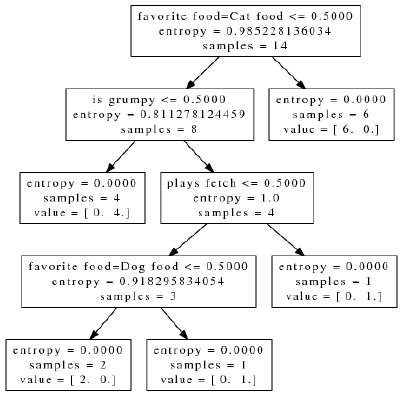 favorite food=Cat food <= 0.5000
entropy = 0.985228136034
samples = 14
is grumpy <= 0.5000
entropy = 0.811278124459
samples = 8
entropy = 0.0000
samples = 6
value = [ 6. 0.]
entropy = 0.0000
samples = 4
value = [ 0. 4.]
plays fetch <= 0.5000
entropy = 1.0
samples = 4
favorite food=Dog food <= 0.5000
entropy = 0.918295834054
samples = 3
entropy = 0.0000
samples = 1
value = [ 0. 1.]
entropy = 0.0000
samples = 2
value = [ 2. 0.]
entropy = 0.0000
samples = 1
value = [ 0. 1.]